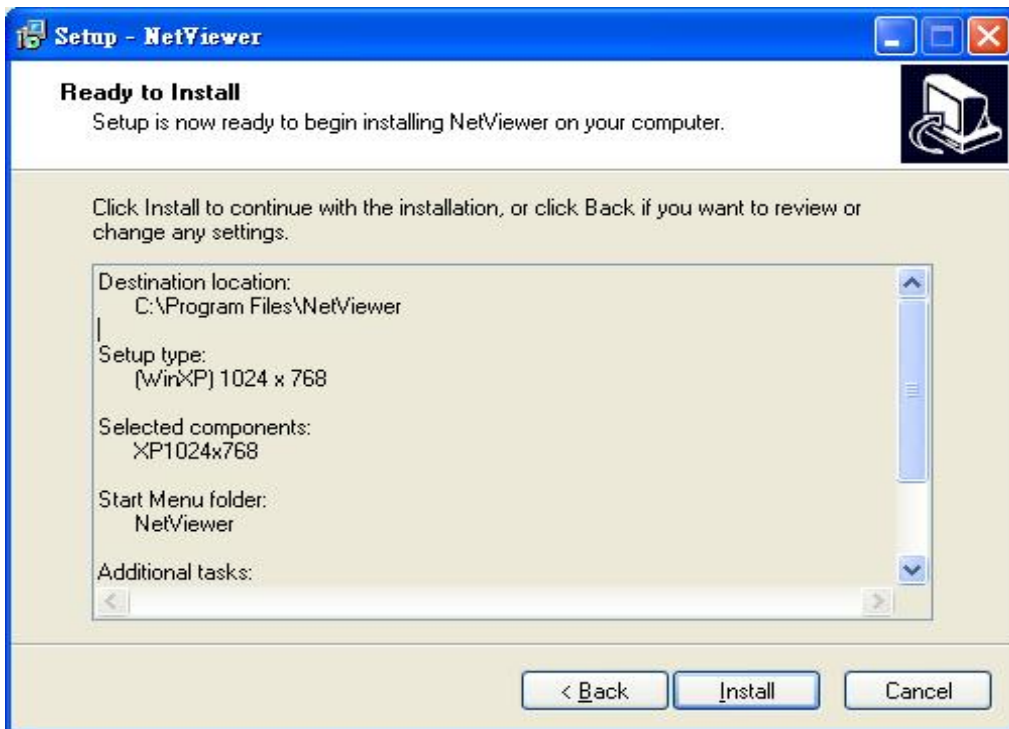 Setup - NetViewer
Ready to Install
Setup is now ready to begin installing NetViewer on your computer.
Click Install to continue with the installation, or click Back if you want to review or
change any settings.
Destination location:
C:\Program Files\NetViewer
Setup type:
(WinXP) 1024 x 768
Selected components:
XP1024x768
Start Menu folder:
NetViewer
Additional tasks:
< Back
Install
Cancel